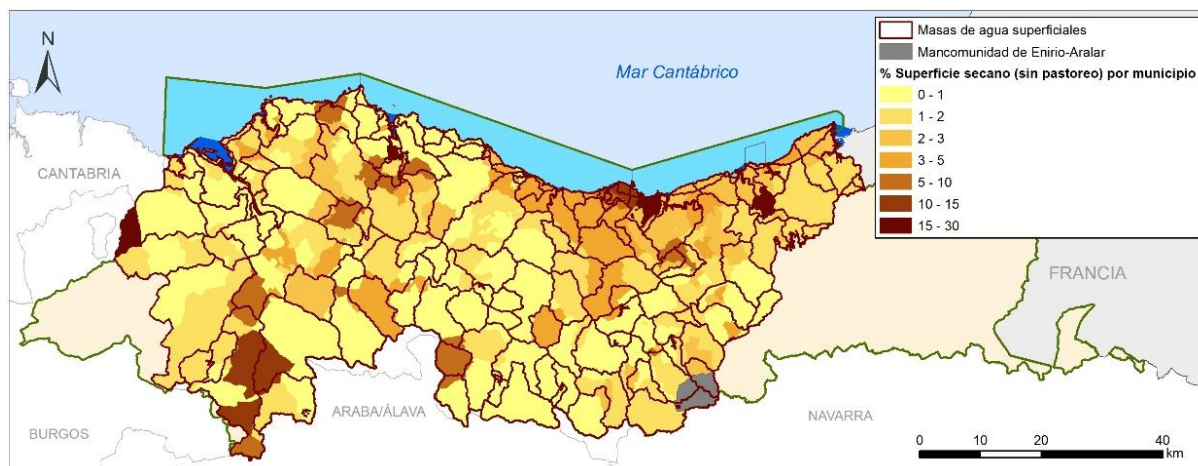 N
Mar Cantábrico
Masas de agua superficiales
Mancomunidad de Enirio-Aralar
% Superficie secano (sin pastoreo) por municipio
0 - 1
1 - 2
2 - 3
3 - 5
5 - 10
10 - 15
15 - 30
CANTABRIA
FRANCIA
BURGOS
ARABA/ÁLAVA
NAVARRA
0 10 20 40
km